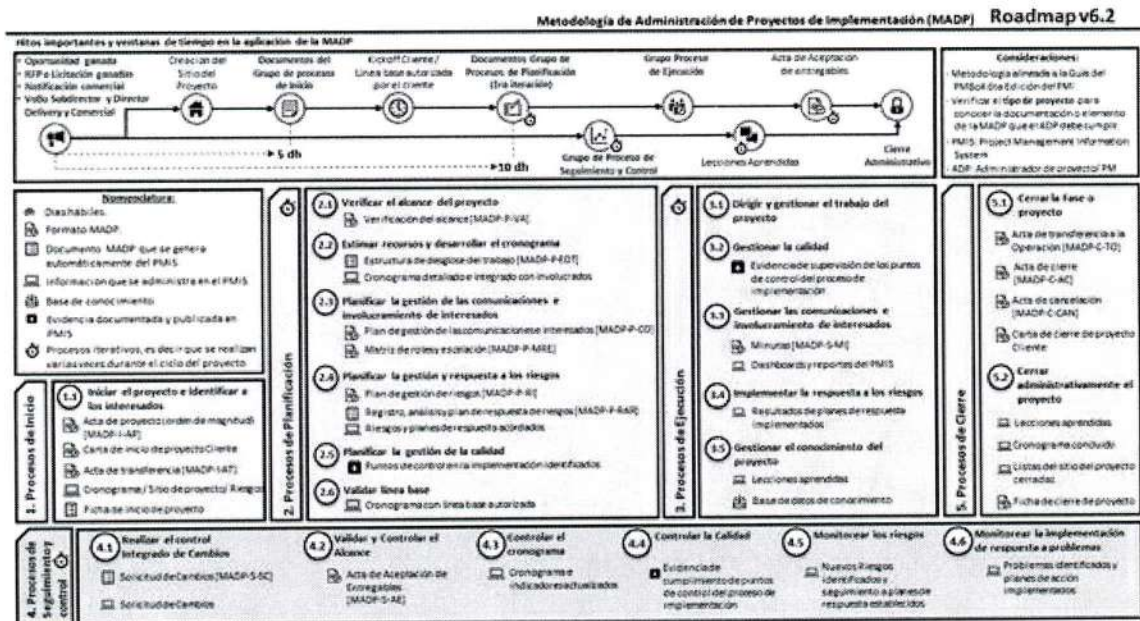 Metodología de Administración de Proyectos de Implementación (MADP) Roadmap v6.2
Hitos importantes y ventanas de tiempo en la aplicación de la MADP
- Oportunidad ganada
- RFP o Licitación ganadas
- Notificación comercial
- VoBo Subdirector y Director
Delivery y Comercial
Creación del
Sitio del
Proyecto
Documentos del
Grupo de procesos
de Inicio
Kickoff Cliente/
Línea base autorizada
por el cliente
Documentos Grupo de
Procesos de Planificación
(1ra iteración)
Grupo Proceso
de Ejecución
Acta de Aceptación
de entregables
5 dh
10 dh
Grupo de Proceso de
Seguimiento y Control
Lecciones Aprendidas
Cierre
Administrativo
Consideraciones:
- Metodología alineada a la Guía del
PMBoK 6ta Edición del PMI
- Verificar el tipo de proyecto para
conocer la documentación o elemento
de la MADP que el ADP debe cumplir
- PMIS: Project Management Information
System
- ADP: Administrador de proyecto/ PM
Nomenclatura:
dh Días hábiles.
Formato MADP.
Documento MADP que se genera
automáticamente del PMIS
Información que se administra en el PMIS
Base de conocimiento
Evidencia documentada y publicada en
PMIS
Procesos iterativos, es decir que se realizan
varias veces durante el ciclo del proyecto
1. Procesos de Inicio
1.1 Iniciar el proyecto e identificar a
los interesados
Acta de proyecto (orden de magnitud)
[MADP-I-AP]
Carta de inicio de proyecto Cliente
Acta de transferencia [MADP-I-AT]
Cronograma / Sitio de proyecto/ Riesgos
Ficha de inicio de proyecto
2. Procesos de Planificación
2.1 Verificar el alcance del proyecto
Verificación del alcance [MADP-P-VA]
2.2 Estimar recursos y desarrollar el cronograma
Estructura de desglose del trabajo [MADP-P-EDT]
Cronograma detallado e integrado con involucrados
2.3 Planificar la gestión de las comunicaciones e
involucramiento de interesados
Plan de gestión de las comunicaciones e interesados [MADP-P-CO]
Matriz de roles y escalación [MADP-P-MRE]
2.4 Planificar la gestión y respuesta a los riesgos
Plan de gestión de riesgos [MADP-P-RI]
Registro, análisis y plan de respuesta de riesgos [MADP-P-RAR]
Riesgos y planes de respuesta acordados
2.5 Planificar la gestión de la calidad
Puntos de control en la implementación identificados
2.6 Validar línea base
Cronograma con línea base autorizada
3. Procesos de Ejecución
3.1 Dirigir y gestionar el trabajo del
proyecto
3.2 Gestionar la calidad
Evidencia de supervisión de los puntos
de control del proceso de
implementación
3.3 Gestionar las comunicaciones e
involucramiento de interesados
Minutas [MADP-S-MI]
Dashboards y reportes del PMIS
3.4 Implementar la respuesta a los riesgos
Resultados de planes de respuesta
implementados
3.5 Gestionar el conocimiento del
proyecto
Lecciones aprendidas
Base de datos de conocimiento
5. Procesos de Cierre
5.1 Cerrar la Fase o
proyecto
Acta de transferencia a la
Operación [MADP-C-TO]
Acta de cierre
[MADP-C-AC]
Acta de cancelación
[MADP-C-CAN]
Carta de cierre de proyecto
Cliente
5.2 Cerrar
administrativamente el
proyecto
Lecciones aprendidas
Cronograma concluido
Listas del sitio del proyecto
cerradas
Ficha de cierre de proyecto
4. Procesos de
Seguimiento y
control
4.1 Realizar el control
Integrado de Cambios
Solicitud de Cambios [MADP-S-SC]
Solicitud de Cambios
4.2 Validar y Controlar el
Alcance
Acta de Aceptación de
Entregables
[MADP-S-AE]
4.3 Controlar el
cronograma
Cronograma e
indicadores actualizados
4.4 Controlar la Calidad
Evidencia de
cumplimiento de puntos
de control del proceso de
implementación
4.5 Monitorear los riesgos
Nuevos Riesgos
identificados y
seguimiento a planes de
respuesta establecidos
4.6 Monitorear la implementación
de respuesta a problemas
Problemas identificados y
planes de acción
implementados